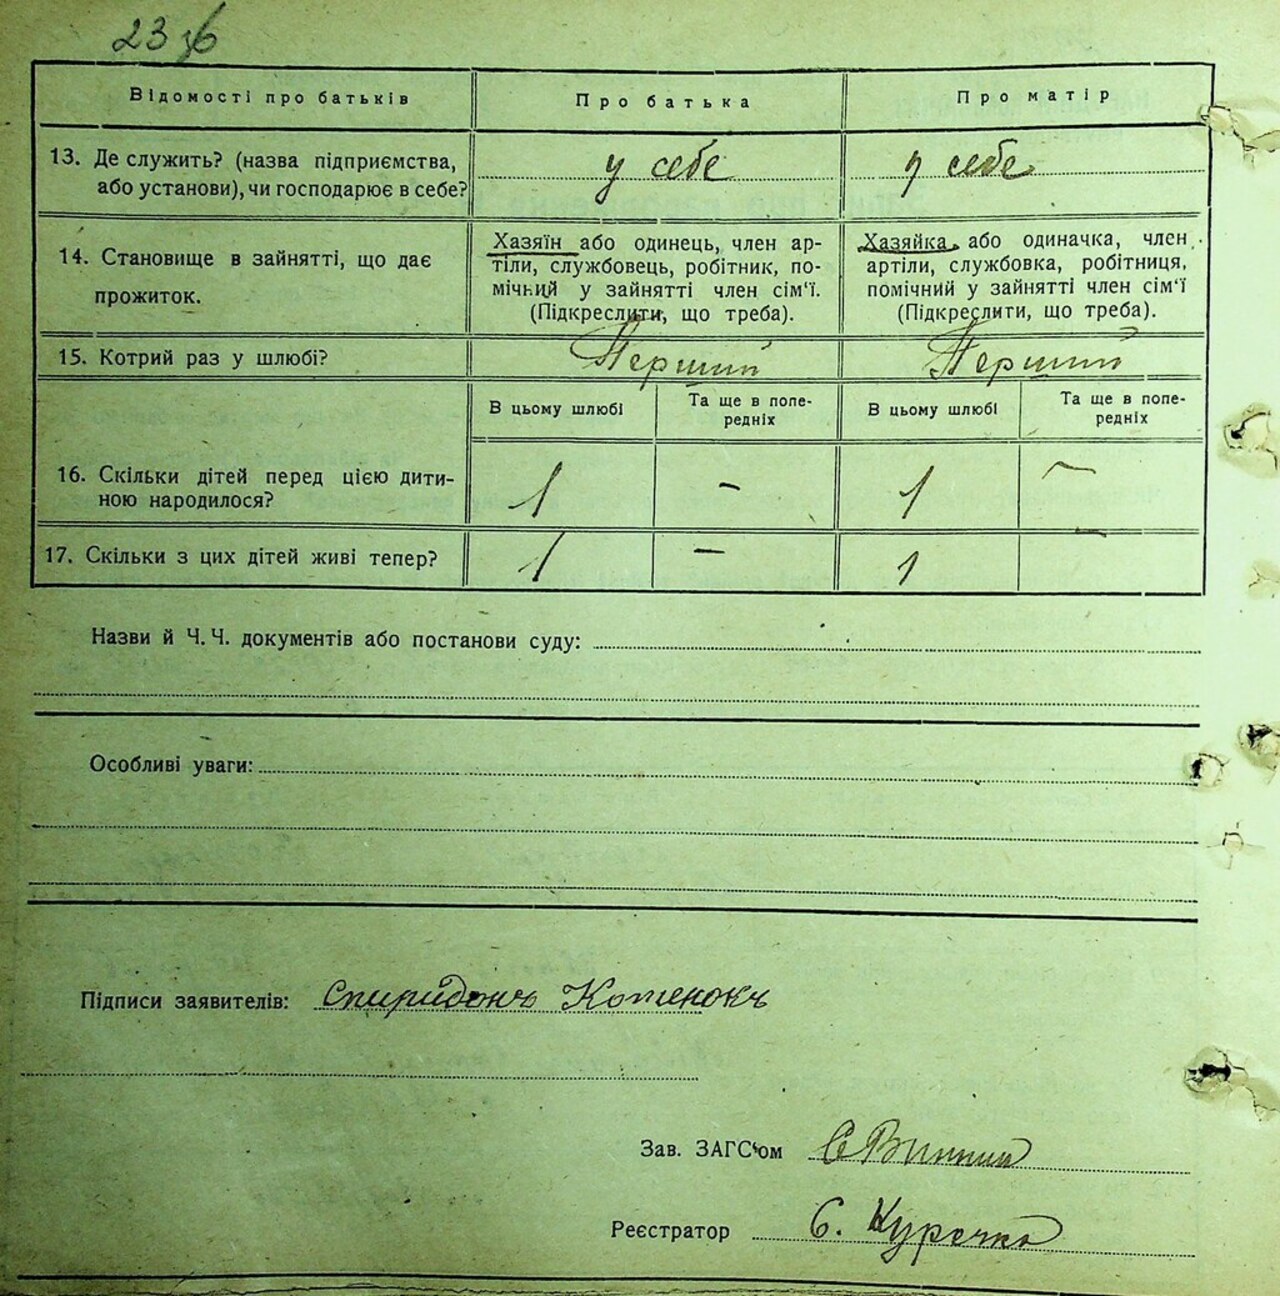 23
Відомості про батьків
Про батька
Про матір
13. Де служить? (назва підприємства,
або установи), чи господарює в себе?
у себе
у себе
14. Становище в зайнятті, що дає
прожиток.
Хазяїн або одинець, член ар-
тіли, службовець, робітник, по-
мічний у зайнятті член сім'ї.
(Підкреслити, що треба).
Хазяйка або одиначка, член
артіли, службовка, робітниця,
помічний у зайнятті член сім'ї
(Підкреслити, що треба).
15. Котрий раз у шлюбі?
Перший
Перший
В цьому шлюбі
Та ще в попе-
редніх
В цьому шлюбі
Та ще в попе-
редніх
16. Скільки дітей перед цією дити-
ною народилося?
1
-
1
-
17. Скільки з цих дітей живі тепер?
1
-
1
-
Назви й Ч. Ч. документів або постанови суду:
Особливі уваги:
Підписи заявителів: Спиридонъ Котенокъ
Зав. ЗАГС'ом
Реєстратор С. Курочка